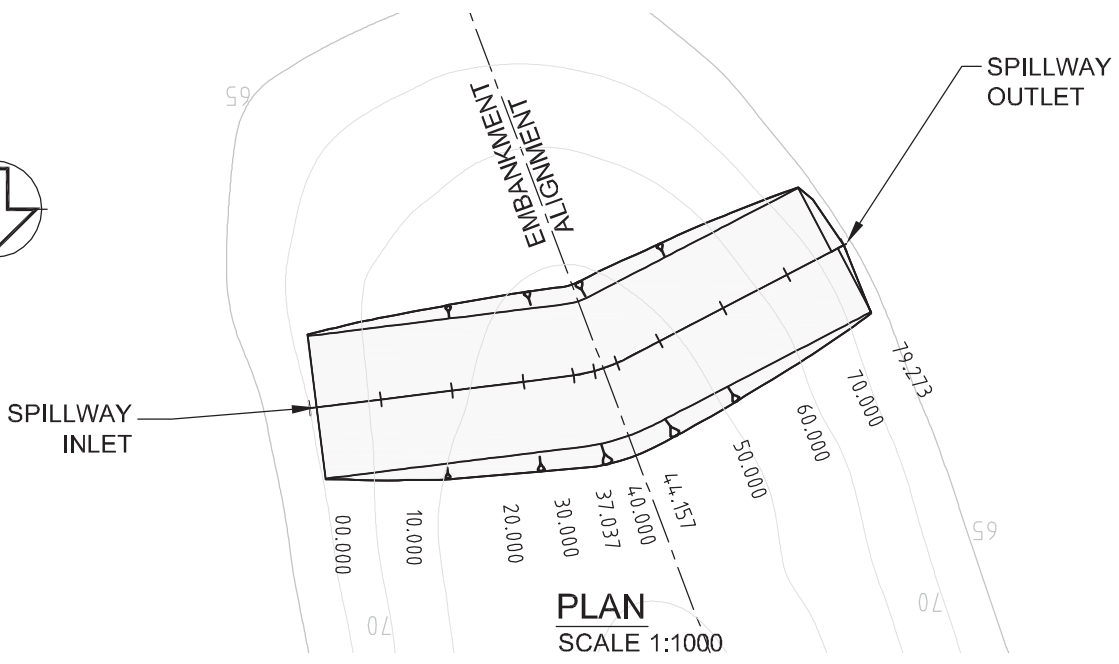 SPILLWAY
OUTLET
65
EMBANKMENT
ALIGNMENT
SPILLWAY
INLET
00.000
10.000
20.000
30.000
37.037
40.000
44.157
50.000
60.000
70.000
79.273
65
70
70
PLAN
SCALE 1:1000